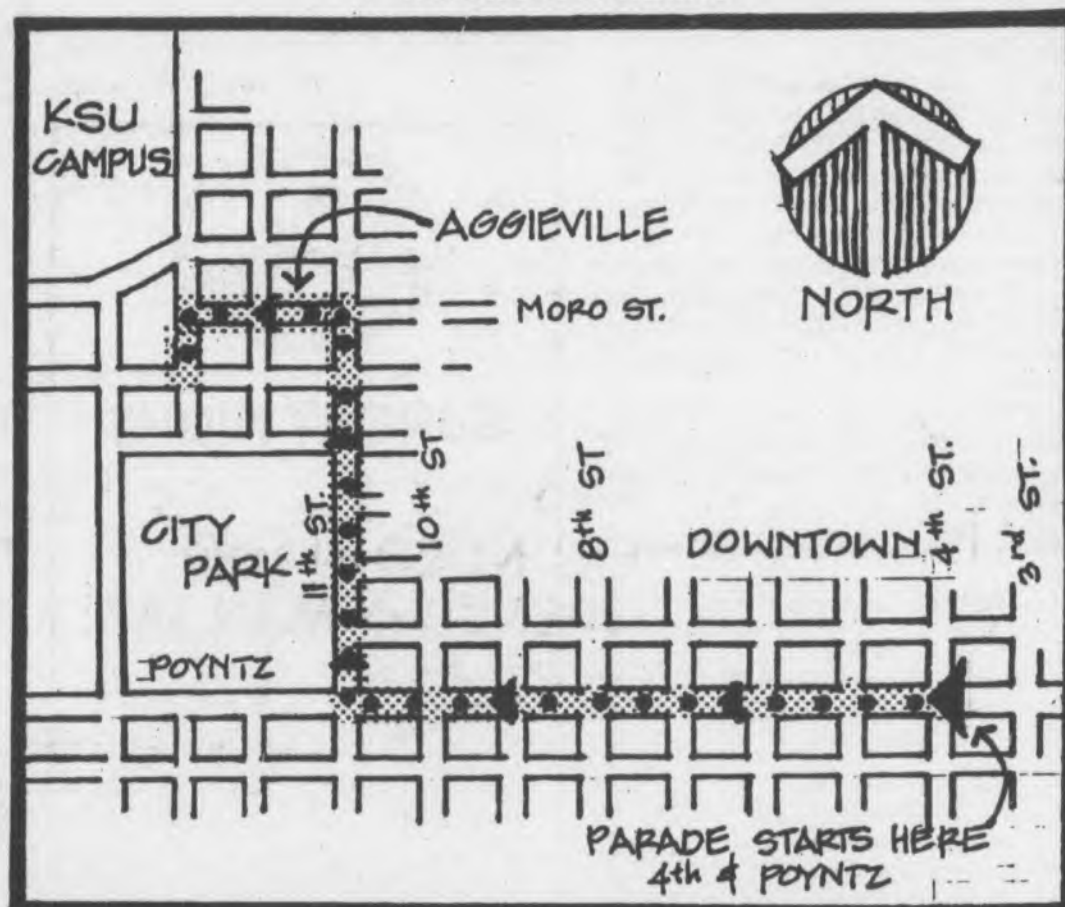 KSU
CAMPUS
AGGIEVILLE
NORTH
MORO ST.
CITY
PARK
11th ST.
10th ST
8th ST
DOWNTOWN
4th ST.
3rd ST.
POYNTZ
PARADE STARTS HERE
4th & POYNTZ